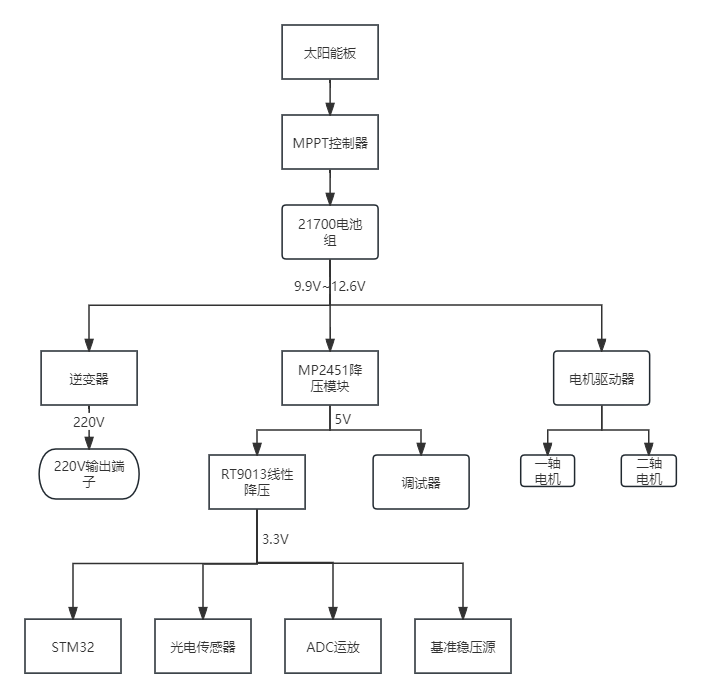 太阳能板
MPPT控制器
21700电池
组
9.9V~12.6V
逆变器
MP2451降
压模块
电机驱动器
220V
5V
220V输出端
子
RT9013线性
降压
调试器
一轴
电机
二轴
电机
3.3V
STM32
光电传感器
ADC运放
基准稳压源